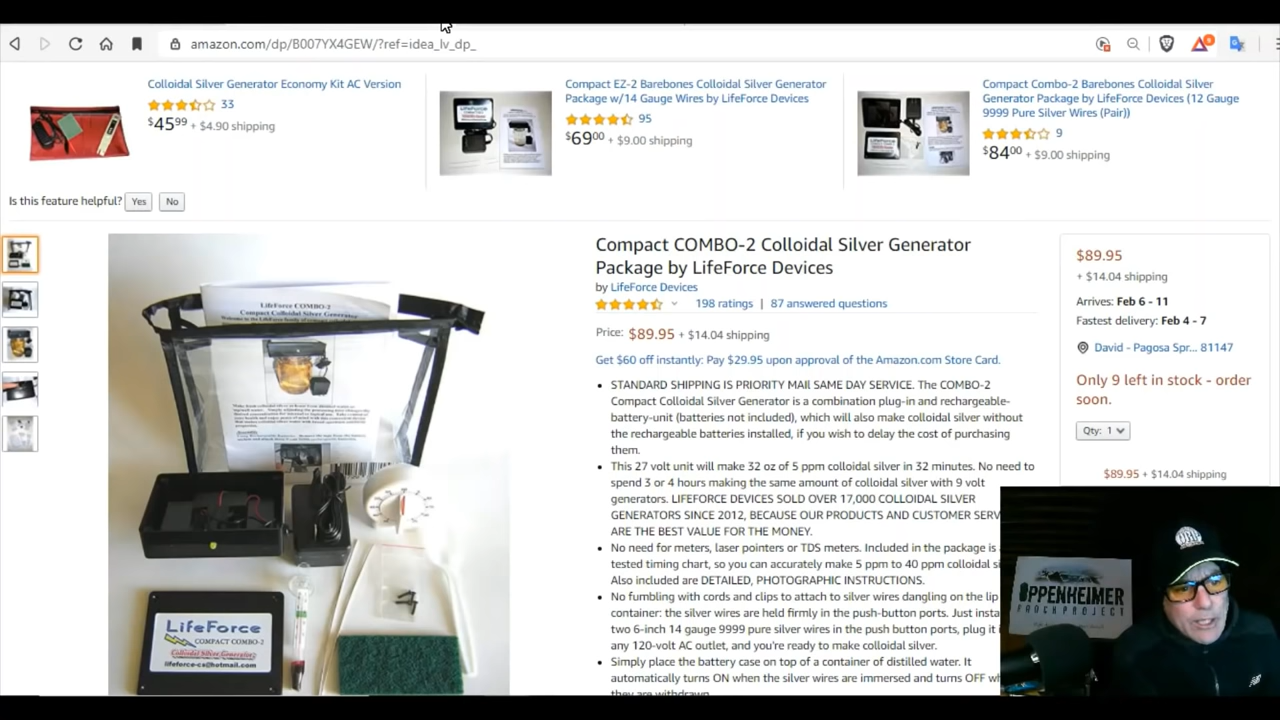 amazon.com/dp/B007YX4GEW/?ref=idea_lv_dp_
Colloidal Silver Generator Economy Kit AC Version
33
$45 99 + $4.90 shipping
Compact EZ-2 Barebones Colloidal Silver Generator
Package w/14 Gauge Wires by LifeForce Devices
95
$69 00 + $9.00 shipping
Compact Combo-2 Barebones Colloidal Silver
Generator Package by LifeForce Devices (12 Gauge
9999 Pure Silver Wires (Pair))
9
$84 00 + $9.00 shipping
Is this feature helpful? Yes No
Compact COMBO-2 Colloidal Silver Generator
Package by LifeForce Devices
by LifeForce Devices
198 ratings | 87 answered questions
Price: $89.95 + $14.04 shipping
Get $60 off instantly: Pay $29.95 upon approval of the Amazon.com Store Card.
• STANDARD SHIPPING IS PRIORITY MAIL SAME DAY SERVICE. The COMBO-2
Compact Colloidal Silver Generator is a combination plug-in and rechargeable-
battery-unit (batteries not included), which will also make colloidal silver without
the rechargeable batteries installed, if you wish to delay the cost of purchasing
them.
• This 27 volt unit will make 32 oz of 5 ppm colloidal silver in 32 minutes. No need to
spend 3 or 4 hours making the same amount of colloidal silver with 9 volt
generators. LIFEFORCE DEVICES SOLD OVER 17,000 COLLOIDAL SILVER
GENERATORS SINCE 2012, BECAUSE OUR PRODUCTS AND CUSTOMER SERV
ARE THE BEST VALUE FOR THE MONEY.
• No need for meters, laser pointers or TDS meters. Included in the package is
tested timing chart, so you can accurately make 5 ppm to 40 ppm colloidal si
Also included are DETAILED, PHOTOGRAPHIC INSTRUCTIONS.
• No fumbling with cords and clips to attach to silver wires dangling on the lip
container: the silver wires are held firmly in the push-button ports. Just insta
two 6-inch 14 gauge 9999 pure silver wires in the push button ports, plug it i
any 120-volt AC outlet, and you're ready to make colloidal silver.
• Simply place the battery case on top of a container of distilled water. It
automatically turns ON when the silver wires are immersed and turns OFF wh
they are withdrawn
$89.95
+ $14.04 shipping
Arrives: Feb 6 - 11
Fastest delivery: Feb 4 - 7
David - Pagosa Spr... 81147
Only 9 left in stock - order
soon.
Qty: 1
$89.95 + $14.04 shipping
LifeForce COMBO-2
Compact Colloidal Silver Generator
LIFEFORCE
COMPACT COMBO-2
Colloidal Silver Generator
lifeforce-cs@hotmail.com
OPPENHEIMER
RANCH PROJECT